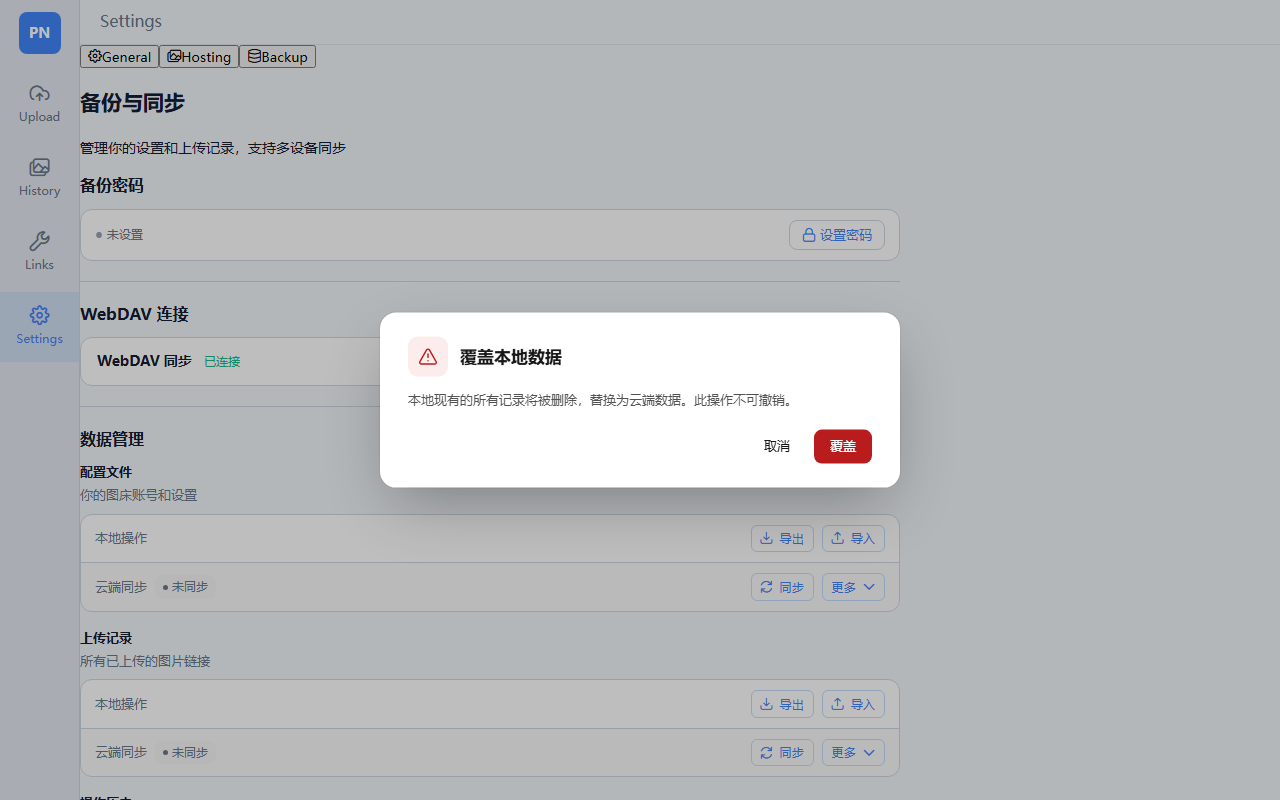 PN
Upload
History
Links
Settings
Settings
General
Hosting
Backup
备份与同步
管理你的设置和上传记录，支持多设备同步
备份密码
未设置
设置密码
WebDAV 连接
WebDAV 同步 已连接
覆盖本地数据
本地现有的所有记录将被删除，替换为云端数据。此操作不可撤销。
取消
覆盖
数据管理
配置文件
你的图床账号和设置
本地操作
导出
导入
云端同步 未同步
同步
更多
上传记录
所有已上传的图片链接
本地操作
导出
导入
云端同步 未同步
同步
更多